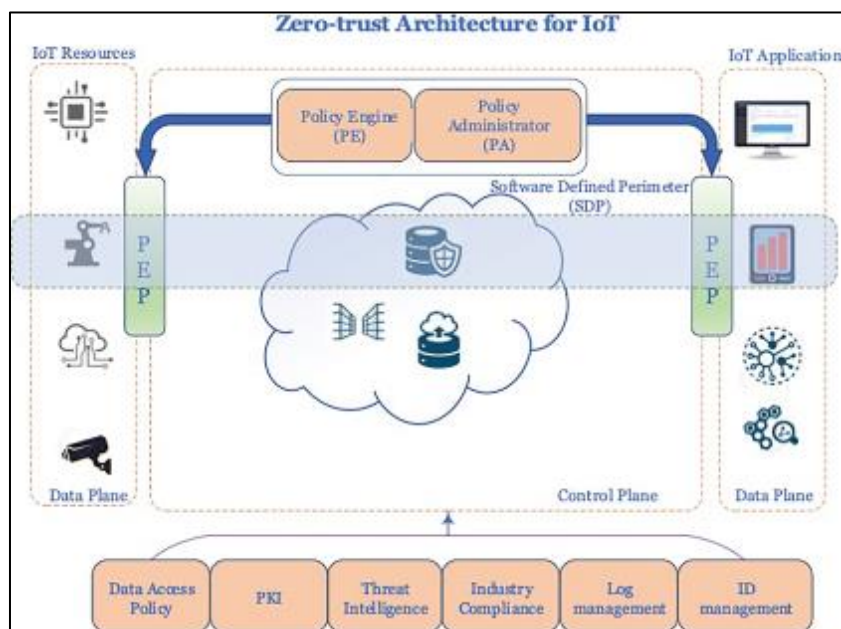 Zero-trust Architecture for IoT
IoT Resources
IoT Application
Policy Engine
(PE)
Policy
Administrator
(PA)
Software Defined Perimeter
(SDP)
P
E
P
P
E
P
Data Plane
Control Plane
Data Plane
Data Access
Policy
PKI
Threat
Intelligence
Industry
Compliance
Log
management
ID
management